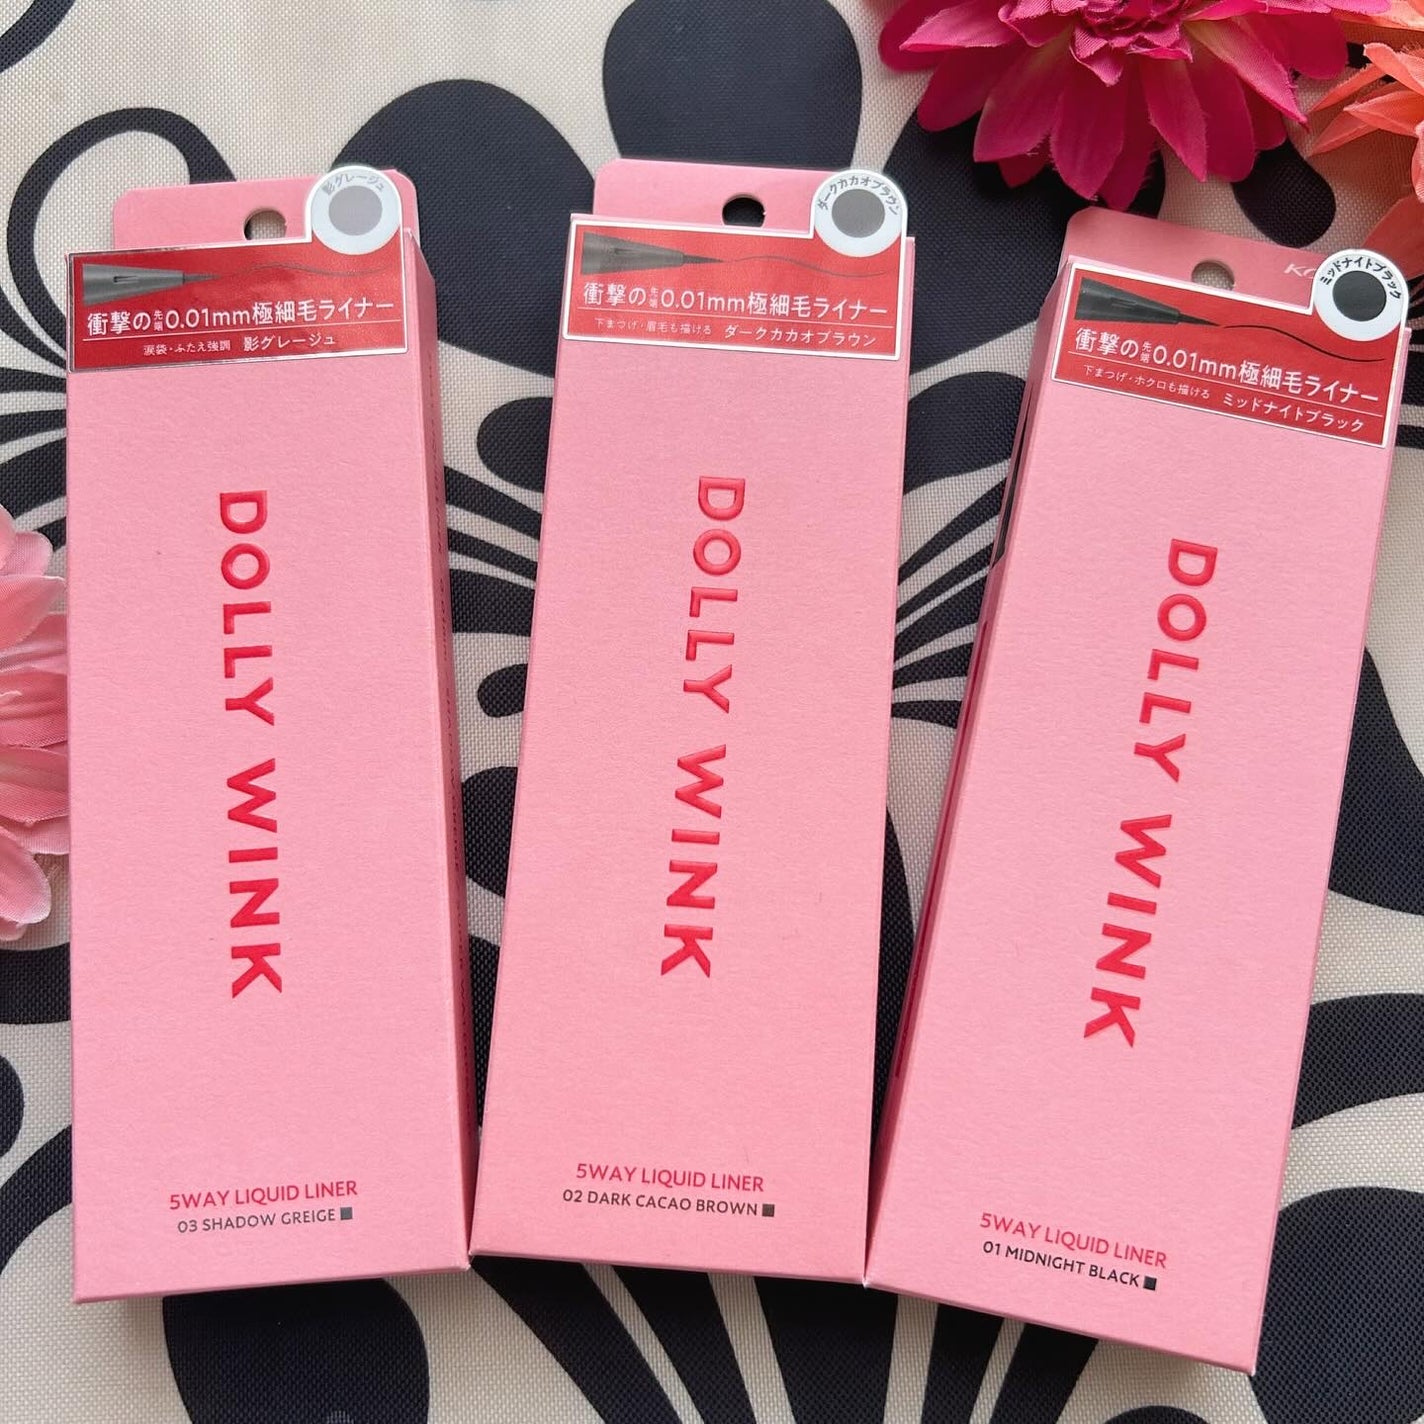 影グレージュ
衝撃の先端0.01mm極細毛ライナー
涙袋・ふたえ強調 影グレージュ
DOLLY WINK
5WAY LIQUID LINER
03 SHADOW GREIGE
ダークカカオブラウン
衝撃の先端0.01mm極細毛ライナー
下まつげ・眉毛も描ける ダークカカオブラウン
DOLLY WINK
5WAY LIQUID LINER
02 DARK CACAO BROWN
ミッドナイトブラック
衝撃の先端0.01mm極細毛ライナー
下まつげ・ホクロも描ける ミッドナイトブラック
DOLLY WINK
5WAY LIQUID LINER
01 MIDNIGHT BLACK